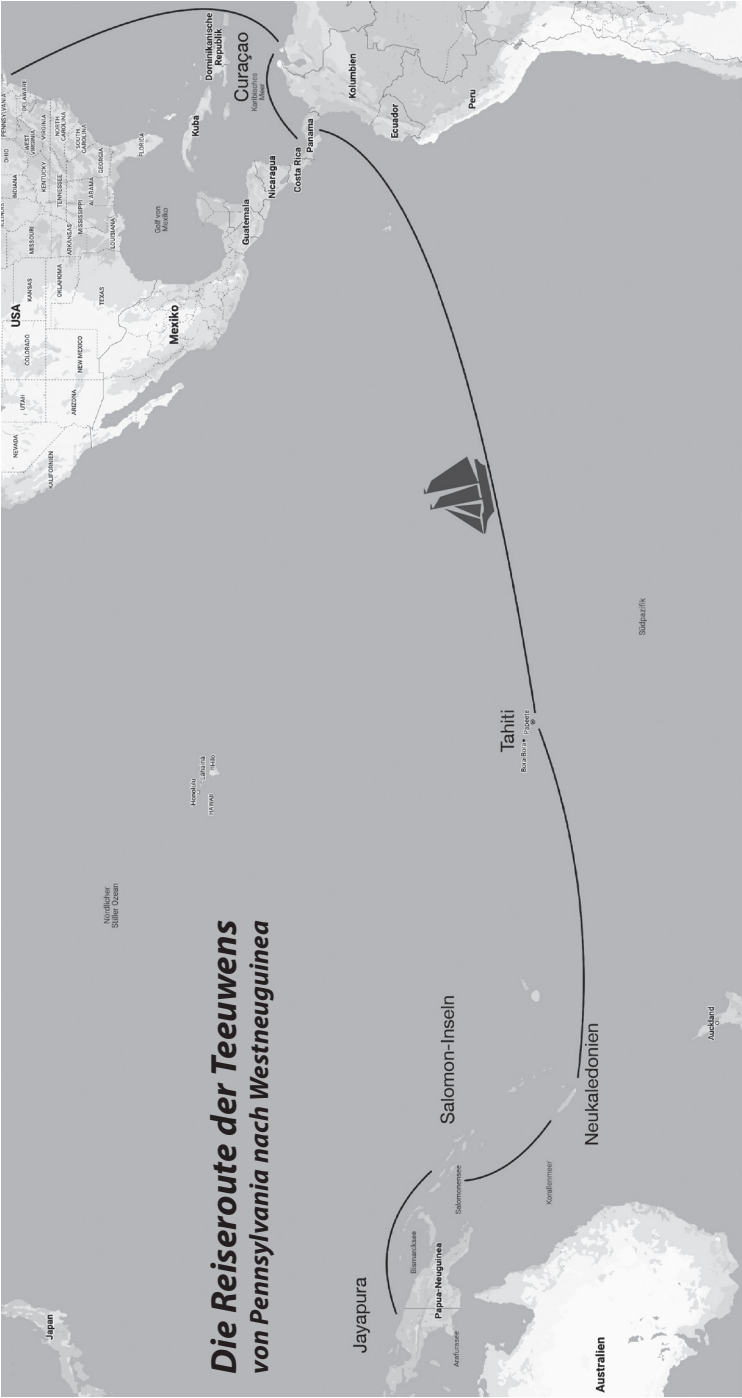 Die Reiseroute der Teeuwens
von Pennsylvania nach Westneuguinea
Japan
Nördlicher
Stiller Ozean
Honolulu
Lahaina
Hilo
HAWAII
USA
NEVADA
UTAH
COLORADO
KANSAS
MISSOURI
INDIANA
OHIO
PENNSYLVANIA
KALIFORNIEN
ARIZONA
NEW MEXICO
OKLAHOMA
ARKANSAS
TENNESSEE
KENTUCKY
WEST
VIRGINIA
VIRGINIA
DELAWARE
TEXAS
LOUISIANA
MISSISSIPPI
ALABAMA
GEORGIA
SOUTH
CAROLINA
NORTH
CAROLINA
FLORIDA
Golf von
Mexiko
Mexiko
Kuba
Dominikanische
Republik
Curaçao
Karibisches
Meer
Guatemala
Nicaragua
Costa Rica
Panama
Kolumbien
Ecuador
Peru
Jayapura
Bismarcksee
Papua-Neuguinea
Arafurasee
Salomonensee
Salomon-Inseln
Korallenmeer
Neukaledonien
Tahiti
Bora-Bora
Papeete
Südpazifik
Australien
Auckland